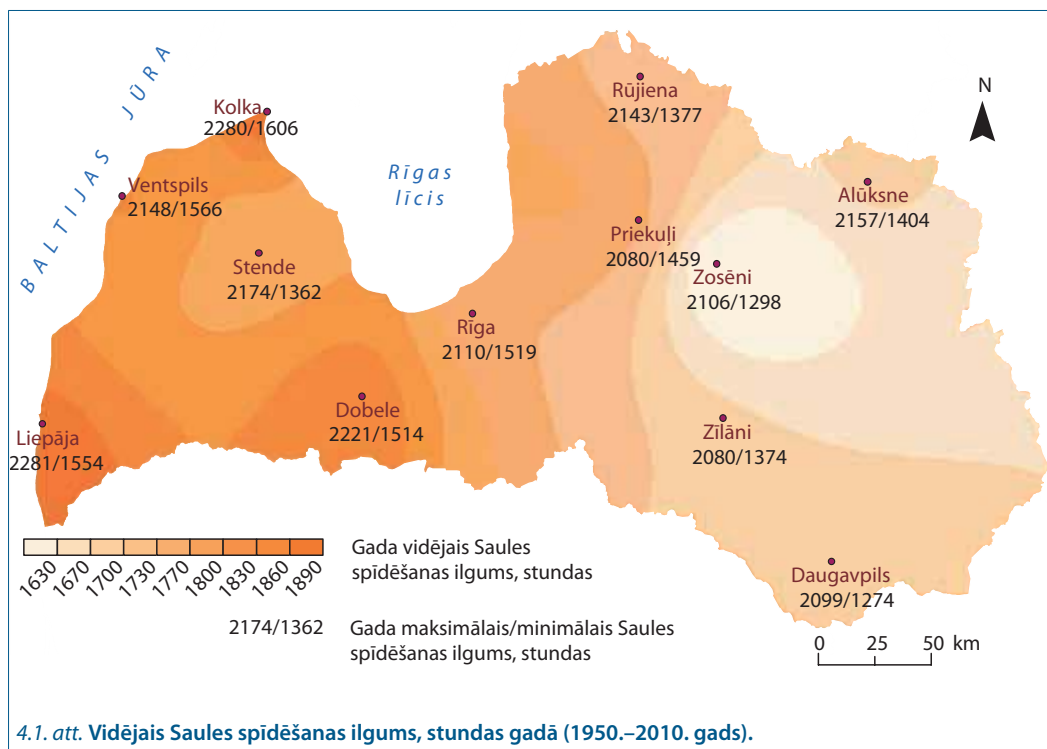 BALTIJAS JŪRA
Kolka
2280/1606
Rīgas
līcis
Rūjiena
2143/1377
N
Ventspils
2148/1566
Alūksne
2157/1404
Priekuļi
2080/1459
Stende
2174/1362
Zosēni
2106/1298
Rīga
2110/1519
Dobele
2221/1514
Liepāja
2281/1554
Zīlāni
2080/1374
Daugavpils
2099/1274
1630 1670 1700 1730 1770 1800 1830 1860 1890
Gada vidējais Saules
spīdēšanas ilgums, stundas
2174/1362 Gada maksimālais/minimālais Saules
spīdēšanas ilgums, stundas
0 25 50 km
4.1. att. Vidējais Saules spīdēšanas ilgums, stundas gadā (1950.–2010. gads).